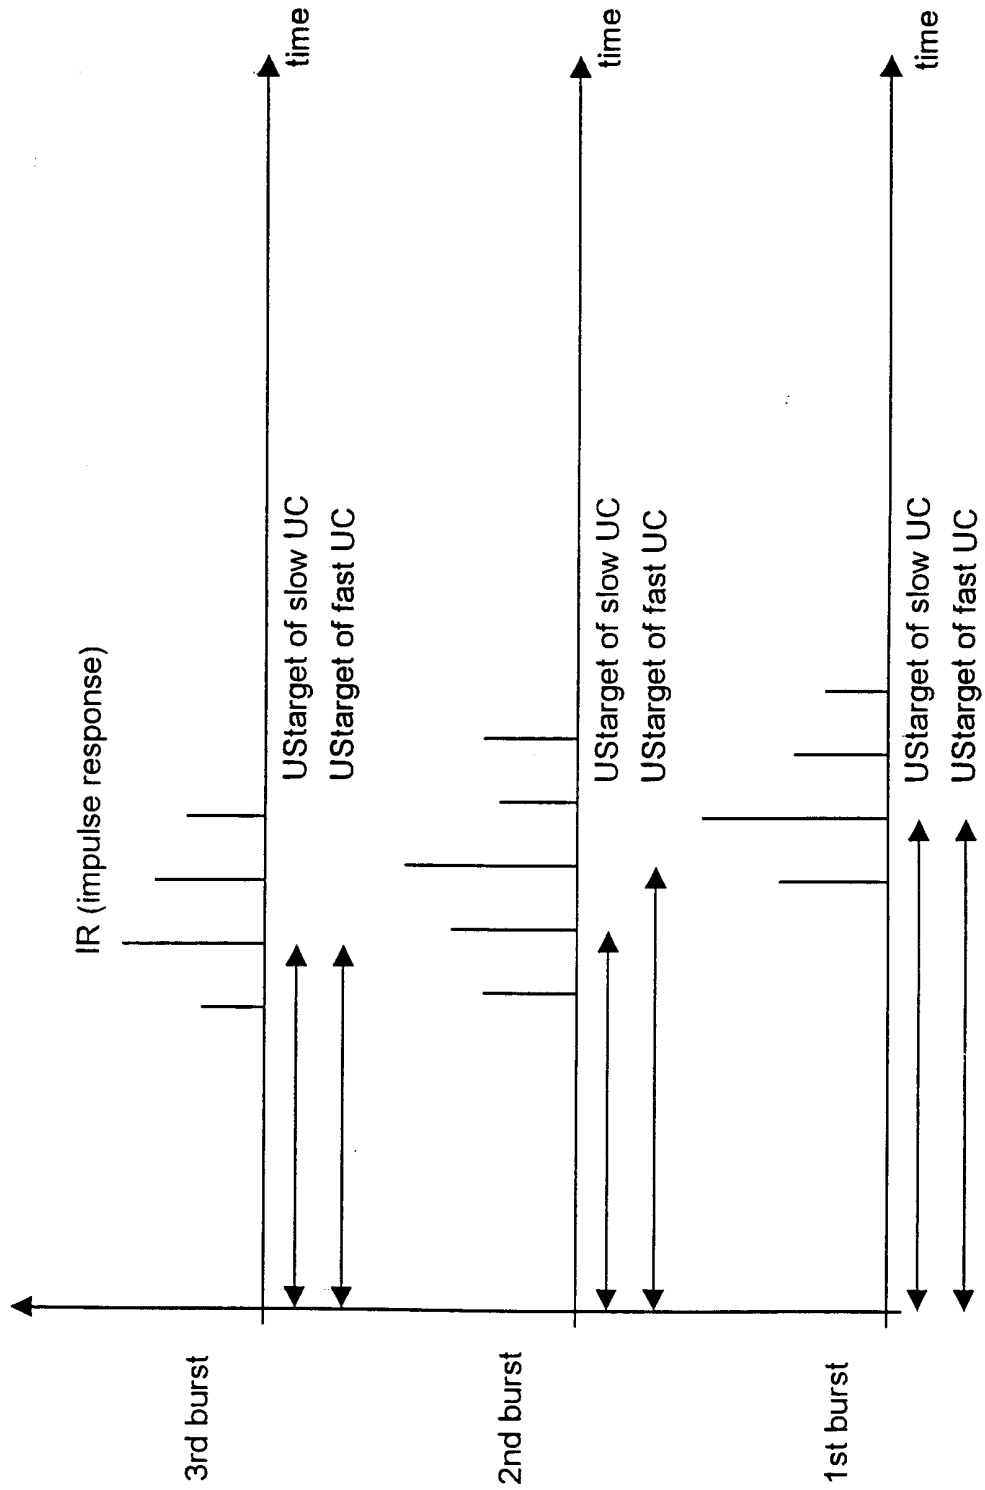 IR (impulse response)
3rd burst
time
UStarget of slow UC
UStarget of fast UC
2nd burst
time
UStarget of slow UC
UStarget of fast UC
1st burst
time
UStarget of slow UC
UStarget of fast UC